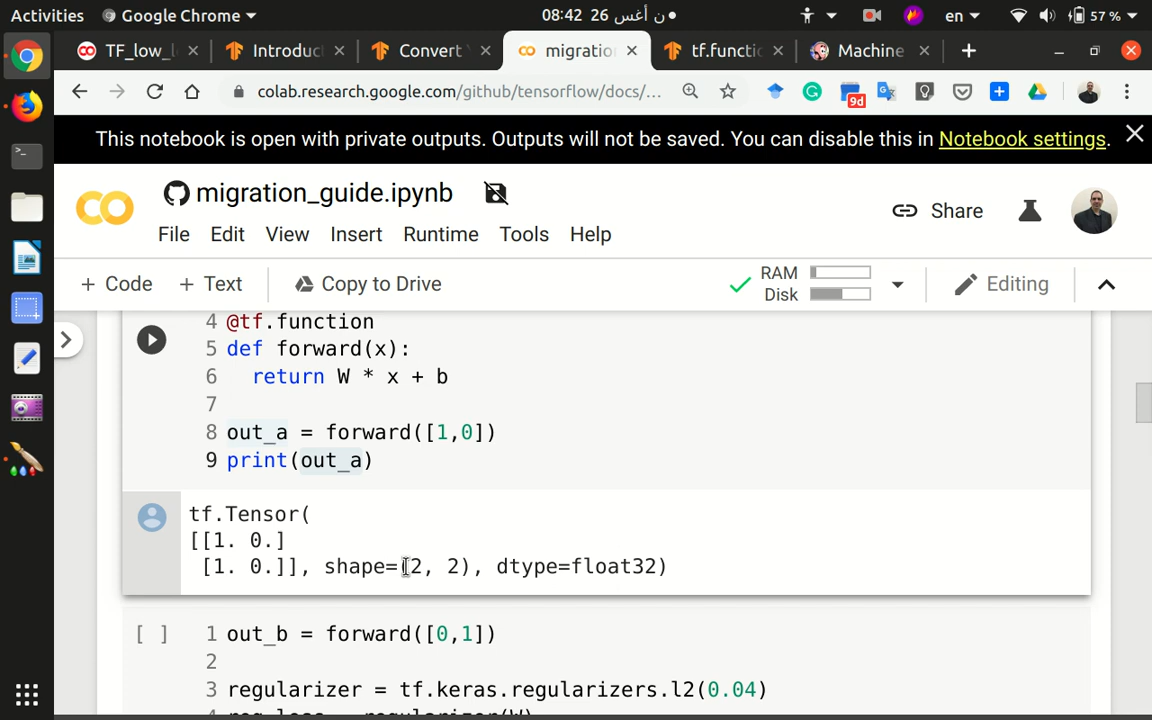 Activities Google Chrome ▾ 08:42 26 ن أغس ● en ▾ 57 % ▾
TF_low_l × Introduc × Convert × migratio × tf.functi × Machine × +
colab.research.google.com/github/tensorflow/docs/... 9d
This notebook is open with private outputs. Outputs will not be saved. You can disable this in Notebook settings. ×
migration_guide.ipynb
Share
File Edit View Insert Runtime Tools Help
+ Code + Text Copy to Drive RAM Disk Editing
4 @tf.function
5 def forward(x):
6 return W * x + b
7
8 out_a = forward([1,0])
9 print(out_a)
tf.Tensor(
[[1. 0.]
[1. 0.]], shape=(2, 2), dtype=float32)
[ ] 1 out_b = forward([0,1])
2
3 regularizer = tf.keras.regularizers.l2(0.04)
4 reg_loss = regularizer(W)